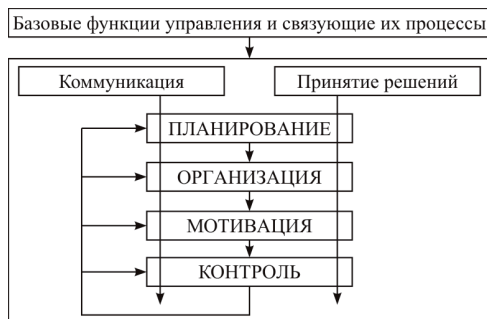 Базовые функции управления и связующие их процессы
Коммуникация
Принятие решений
ПЛАНИРОВАНИЕ
ОРГАНИЗАЦИЯ
МОТИВАЦИЯ
КОНТРОЛЬ